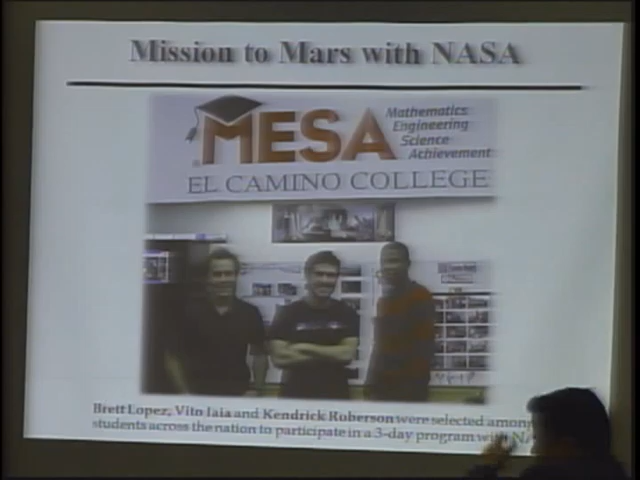 Mission to Mars with NASA
MESA
Mathematics
Engineering
Science
Achievement
EL CAMINO COLLEGE
Brett Lopez, Vito Iaia and Kendrick Roberson were selected among
students across the nation to participate in a 3-day program with